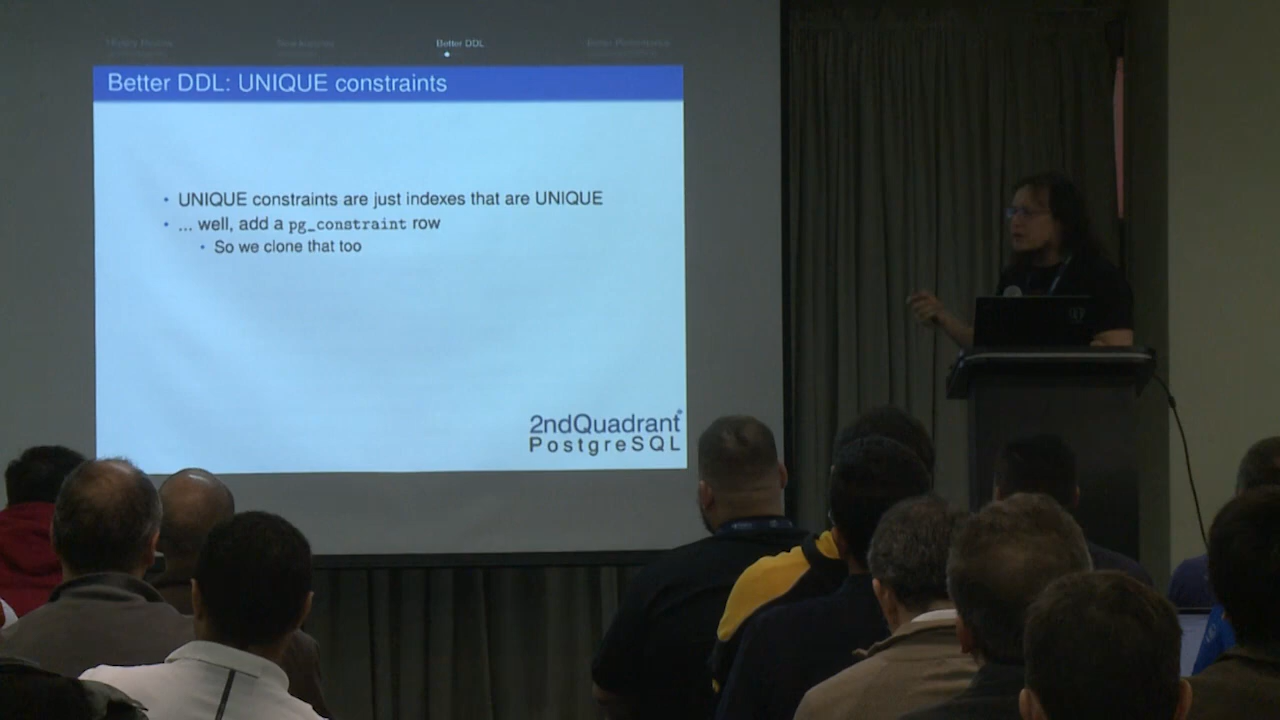 Better DDL
Better DDL: UNIQUE constraints
• UNIQUE constraints are just indexes that are UNIQUE
• ... well, add a pg_constraint row
• So we clone that too
2ndQuadrant
PostgreSQL